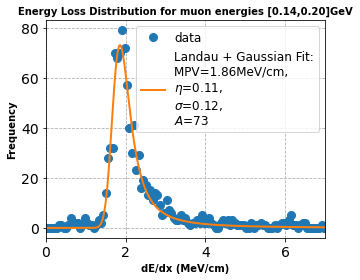 Energy Loss Distribution for muon energies [0.14,0.20]GeV
data
Landau + Gaussian Fit:
MPV=1.86MeV/cm,
η=0.11,
σ=0.12,
A=73
80
60
40
20
0
Frequency
0 2 4 6
dE/dx (MeV/cm)